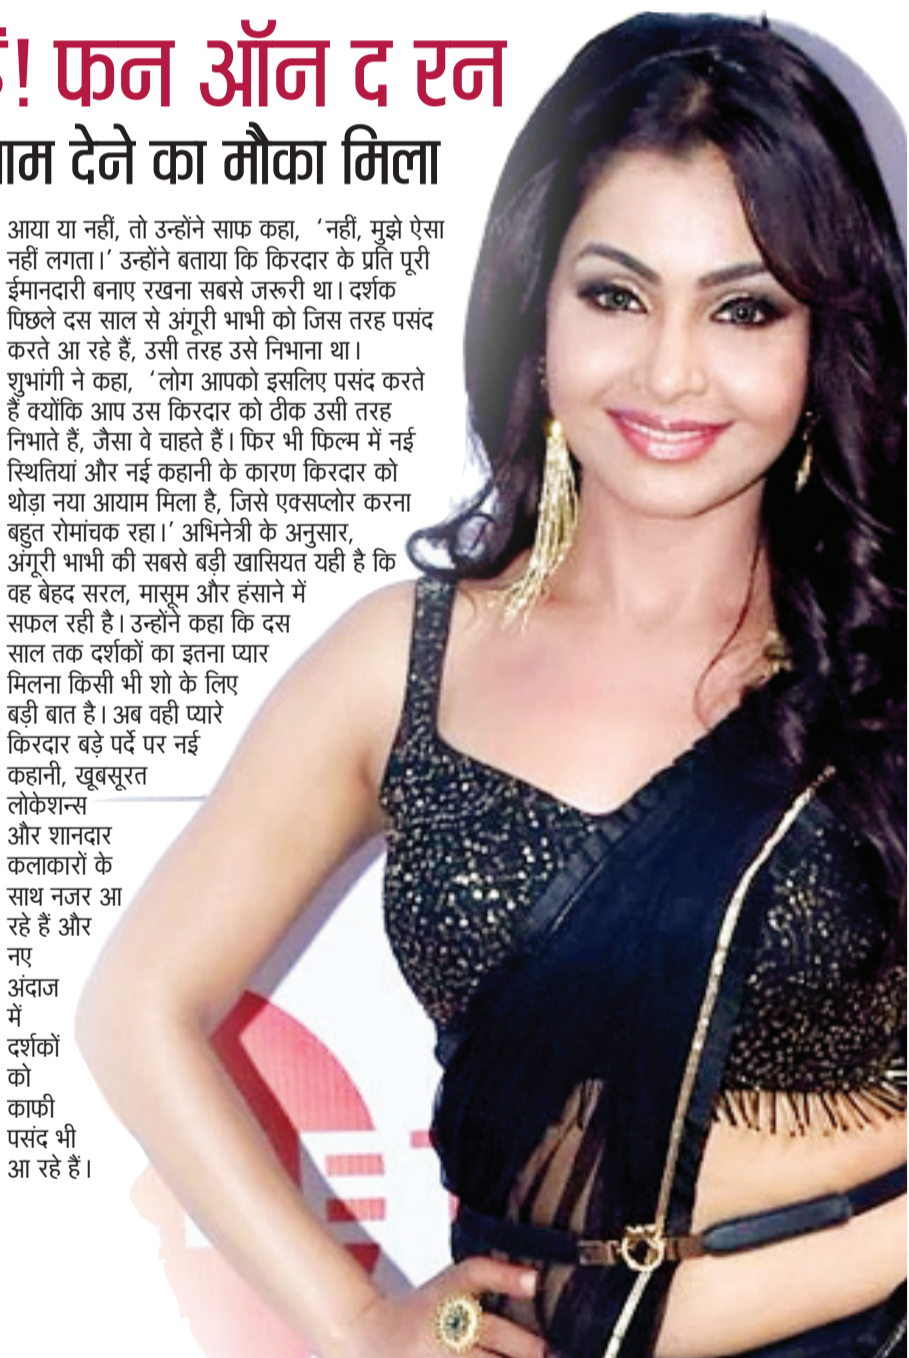 ! फन ऑन द रन
देने का मौका मिला
आया या नहीं, तो उन्होंने साफ कहा, ‘नहीं, मुझे ऐसा
नहीं लगता।’ उन्होंने बताया कि किरदार के प्रति पूरी
ईमानदारी बनाए रखना सबसे जरूरी था। दर्शक
पिछले दस साल से अंगूरी भाभी को जिस तरह पसंद
करते आ रहे हैं, उसी तरह उसे निभाना था।
शुभांगी ने कहा, ‘लोग आपको इसलिए पसंद करते
हैं क्योंकि आप उस किरदार को ठीक उसी तरह
निभाते हैं, जैसा वे चाहते हैं। फिर भी फिल्म में नई
स्थितियां और नई कहानी के कारण किरदार को
थोड़ा नया आयाम मिला है, जिसे एक्सप्लोर करना
बहुत रोमांचक रहा।’ अभिनेत्री के अनुसार,
अंगूरी भाभी की सबसे बड़ी खासियत यही है कि
वह बेहद सरल, मासूम और हंसाने में
सफल रही है। उन्होंने कहा कि दस
साल तक दर्शकों का इतना प्यार
मिलना किसी भी शो के लिए
बड़ी बात है। अब वही प्यारे
किरदार बड़े पर्दे पर नई
कहानी, खूबसूरत
लोकेशन्स
और शानदार
कलाकारों के
साथ नजर आ
रहे हैं और
नए
अंदाज
में
दर्शकों
को
काफी
पसंद भी
आ रहे हैं।